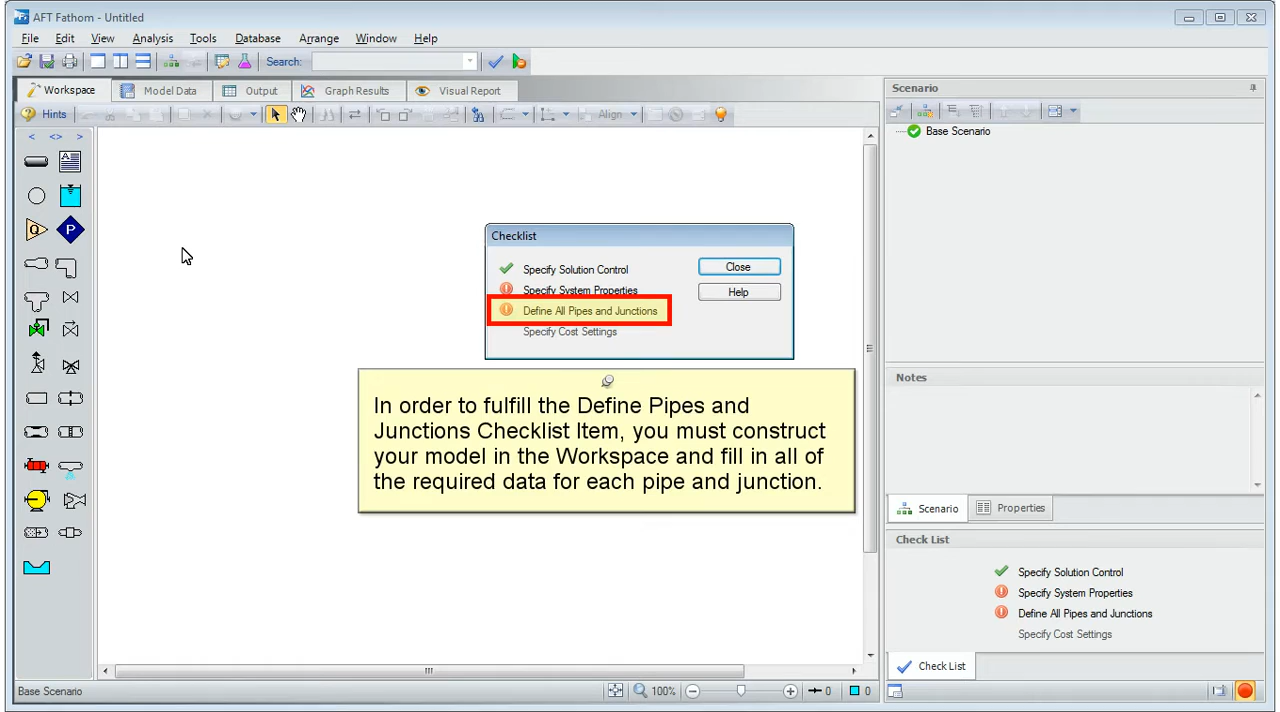 AFT Fathom - Untitled
File Edit View Analysis Tools Database Arrange Window Help
Search:
Workspace Model Data Output Graph Results Visual Report
Hints Align
< <> >
A
Q P
Checklist
Specify Solution Control
Specify System Properties
Define All Pipes and Junctions
Specify Cost Settings
Close
Help
In order to fulfill the Define Pipes and
Junctions Checklist Item, you must construct
your model in the Workspace and fill in all of
the required data for each pipe and junction.
Scenario
Base Scenario
Notes
Scenario Properties
Check List
Specify Solution Control
Specify System Properties
Define All Pipes and Junctions
Specify Cost Settings
Check List
Base Scenario 100% 0 0